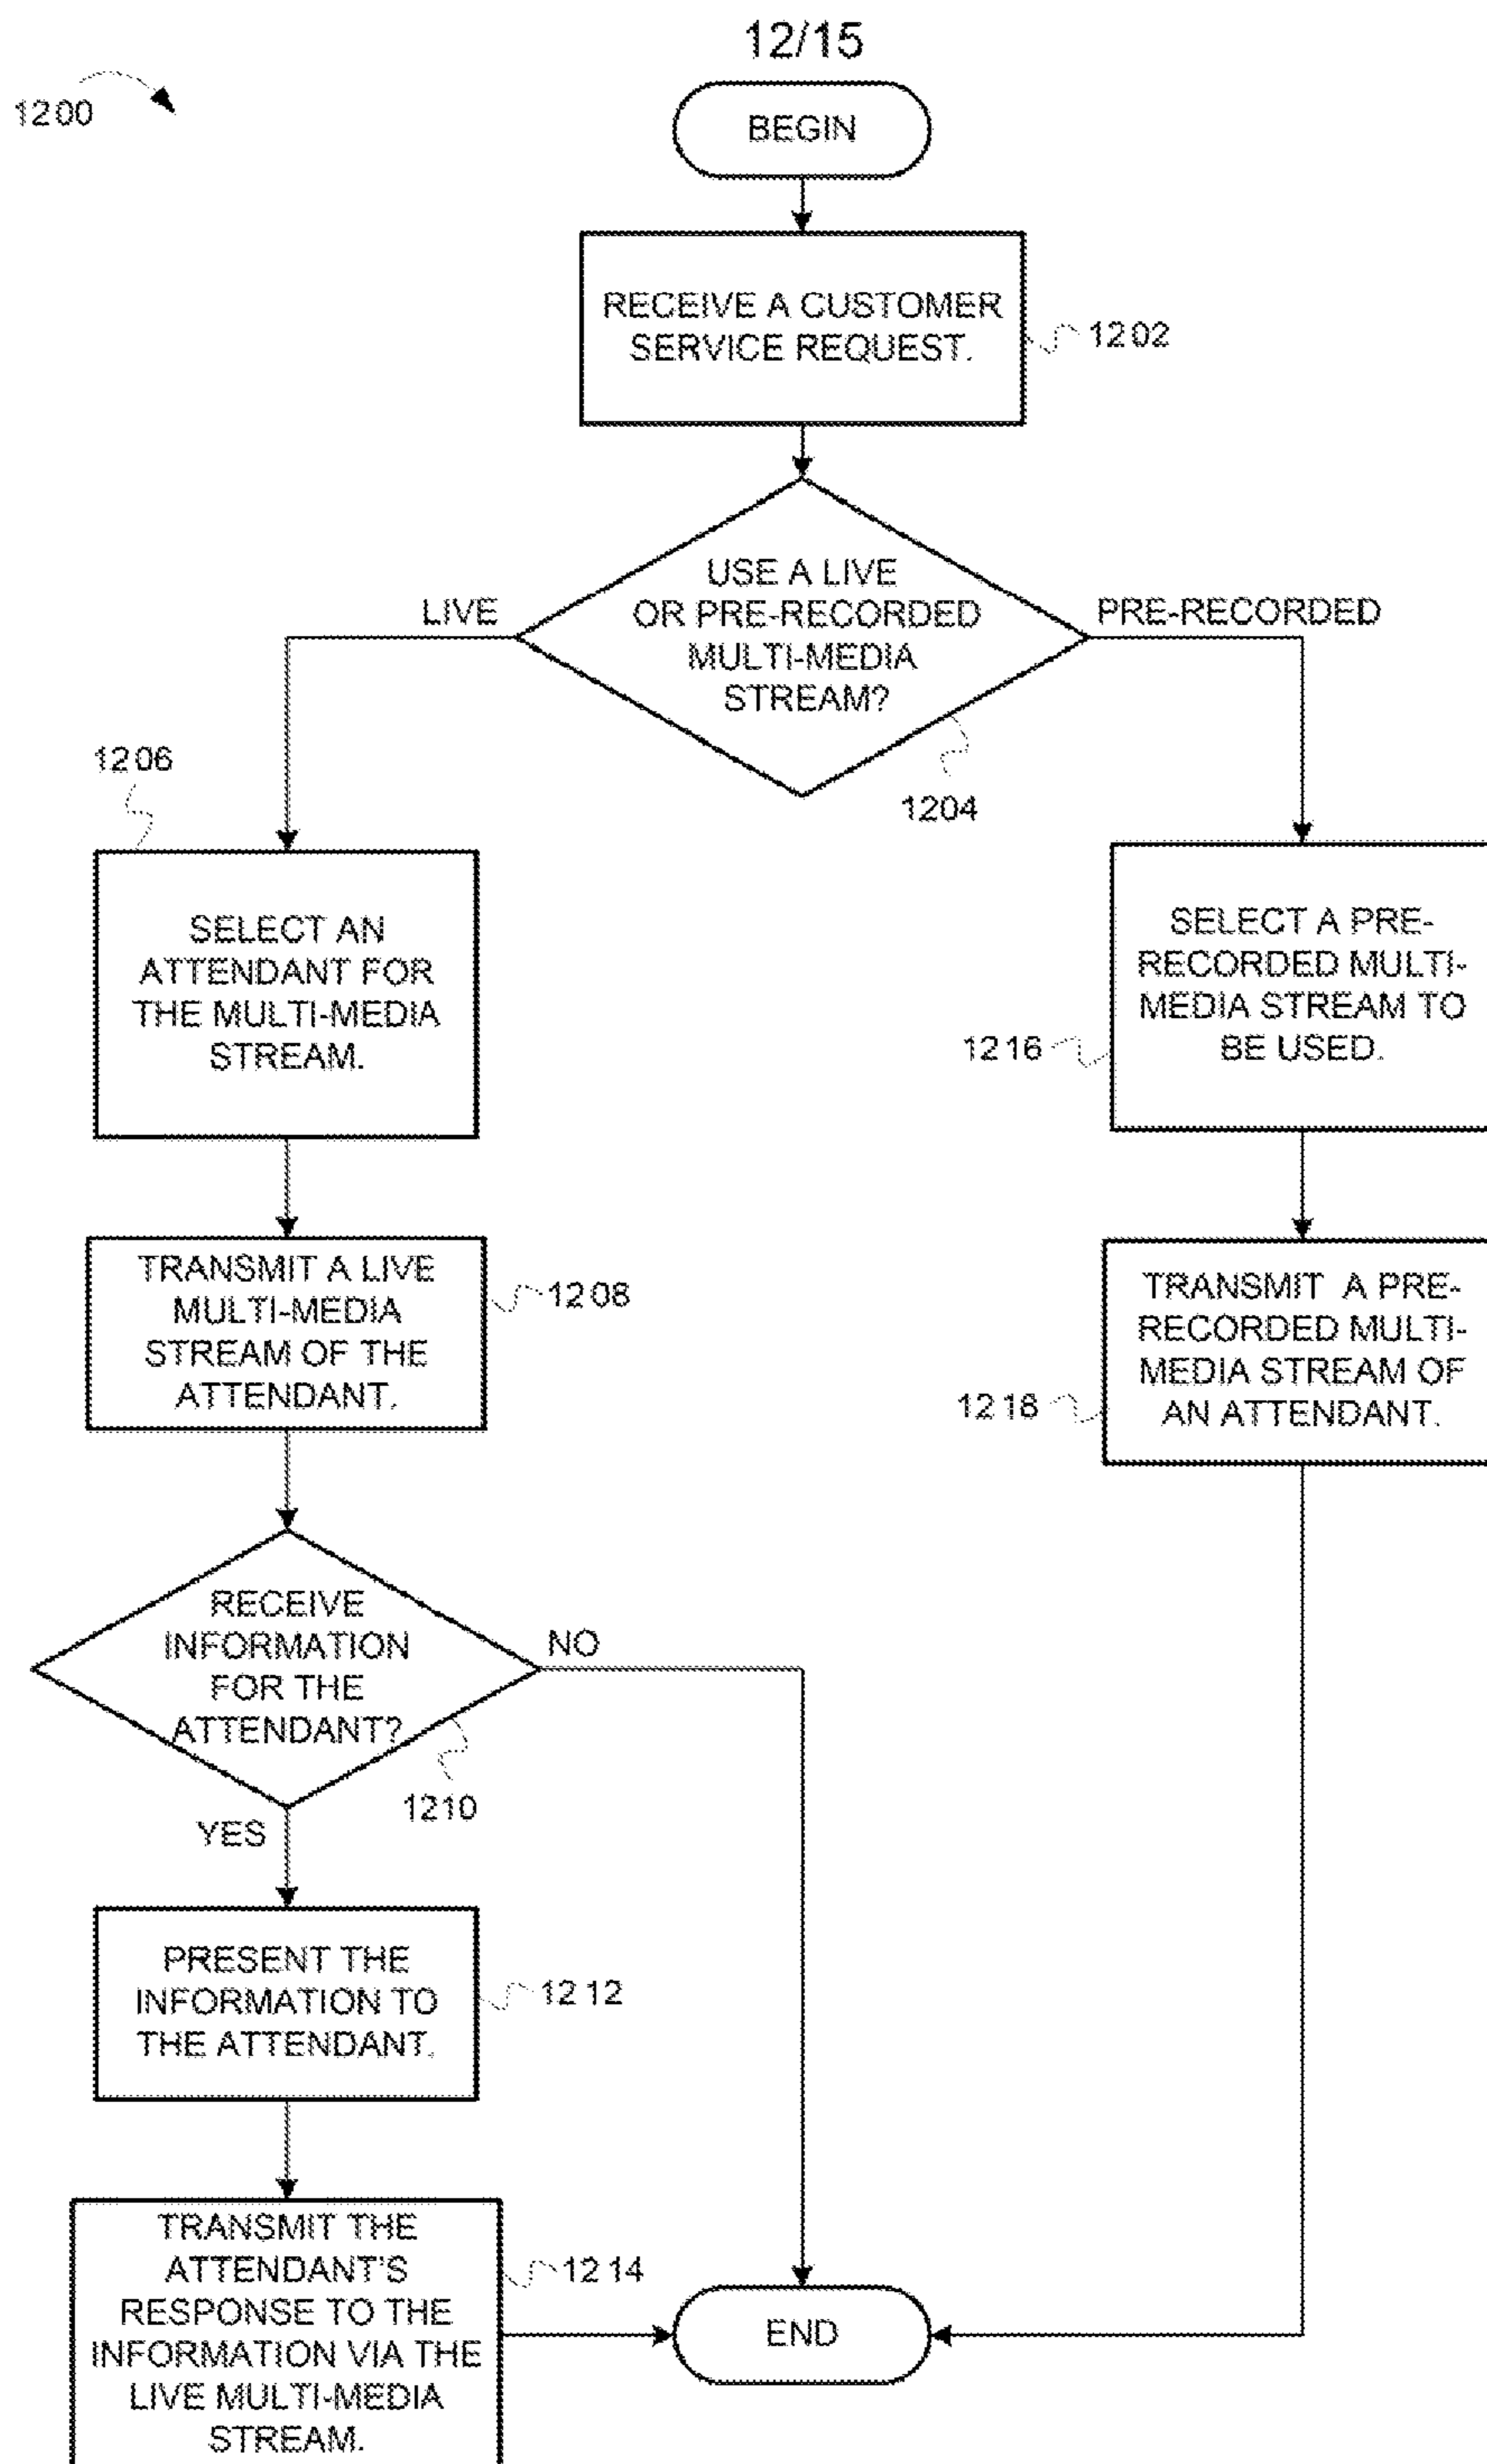 12/15
1200
BEGIN
RECEIVE A CUSTOMER
SERVICE REQUEST.
1202
USE A LIVE
OR PRE-RECORDED
MULTI-MEDIA
STREAM?
LIVE
PRE-RECORDED
1204
1206
SELECT AN
ATTENDANT FOR
THE MULTI-MEDIA
STREAM.
SELECT A PRE-
RECORDED MULTI-
MEDIA STREAM TO
BE USED.
1216
TRANSMIT A LIVE
MULTI-MEDIA
STREAM OF THE
ATTENDANT.
1208
TRANSMIT A PRE-
RECORDED MULTI-
MEDIA STREAM OF
AN ATTENDANT.
1218
RECEIVE
INFORMATION
FOR THE
ATTENDANT?
NO
1210
YES
PRESENT THE
INFORMATION TO
THE ATTENDANT.
1212
TRANSMIT THE
ATTENDANT'S
RESPONSE TO THE
INFORMATION VIA THE
LIVE MULTI-MEDIA
STREAM.
1214
END